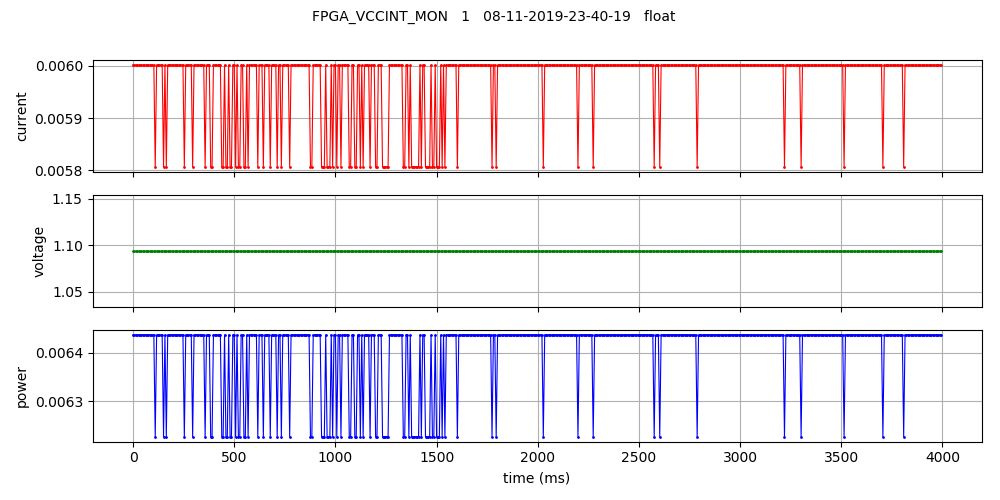 FPGA_VCCINT_MON 1 08-11-2019-23-40-19 float
0.0060
0.0059
0.0058
current
1.15
1.10
1.05
voltage
0.0064
0.0063
power
0 500 1000 1500 2000 2500 3000 3500 4000
time (ms)